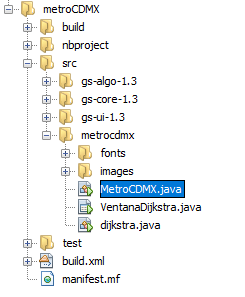 metroCDMX
build
nbproject
src
gs-algo-1.3
gs-core-1.3
gs-ui-1.3
metrocdmx
fonts
images
MetroCDMX.java
VentanaDijkstra.java
dijkstra.java
test
build.xml
manifest.mf